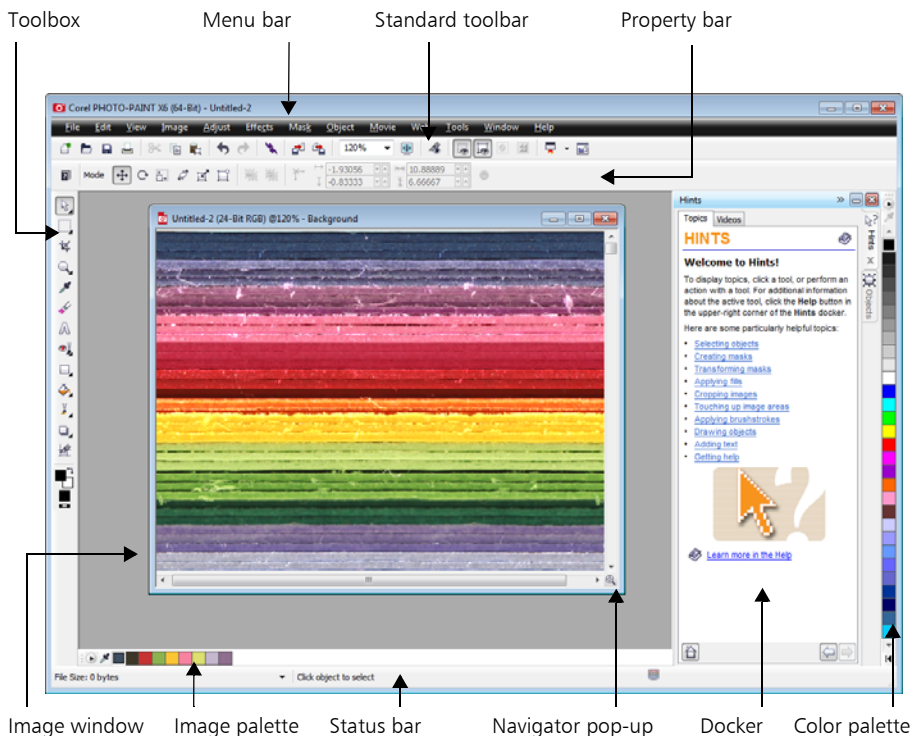 Toolbox
Menu bar
Standard toolbar
Property bar
Corel PHOTO-PAINT X6 (64-Bit) - Untitled-2
File Edit View Image Adjust Effects Mask Object Movie Tools Window Help
120%
Mode
-1.93056
10.88889
-0.83333
6.66667
Untitled-2 (24-Bit RGB) @120% - Background
Hints
Topics
Videos
HINTS
Welcome to Hints!
To display topics, click a tool, or perform an
action with a tool. For additional information
about the active tool, click the Help button in
the upper-right corner of the Hints docker.
Here are some particularly helpful topics:
• Selecting objects
• Creating masks
• Transforming masks
• Applying fills
• Cropping images
• Touching up image areas
• Applying brushstrokes
• Drawing objects
• Adding text
• Getting help
Learn more in the Help
Hints
Objects
File Size: 0 bytes
Click object to select
Image window
Image palette
Status bar
Navigator pop-up
Docker
Color palette